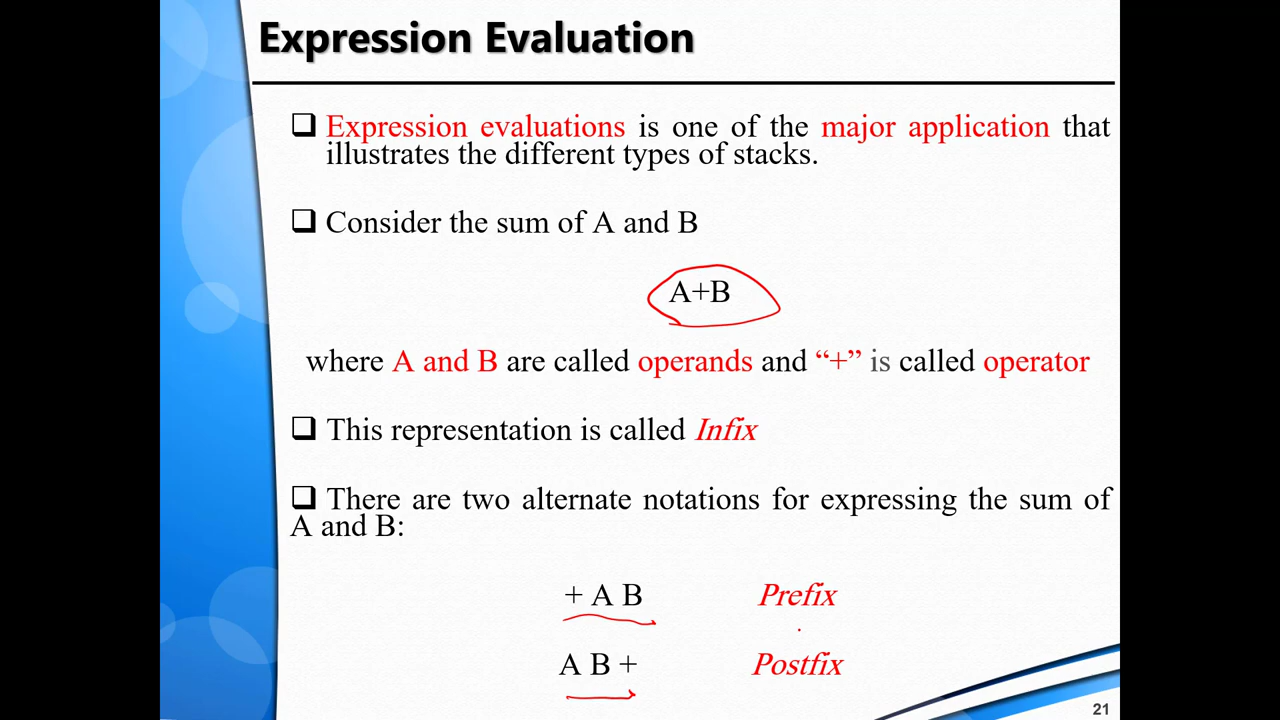 Expression Evaluation
❑ Expression evaluations is one of the major application that
illustrates the different types of stacks.
❑ Consider the sum of A and B
A+B
where A and B are called operands and “+” is called operator
❑ This representation is called Infix
❑ There are two alternate notations for expressing the sum of
A and B:
+ A B Prefix
A B + Postfix
21